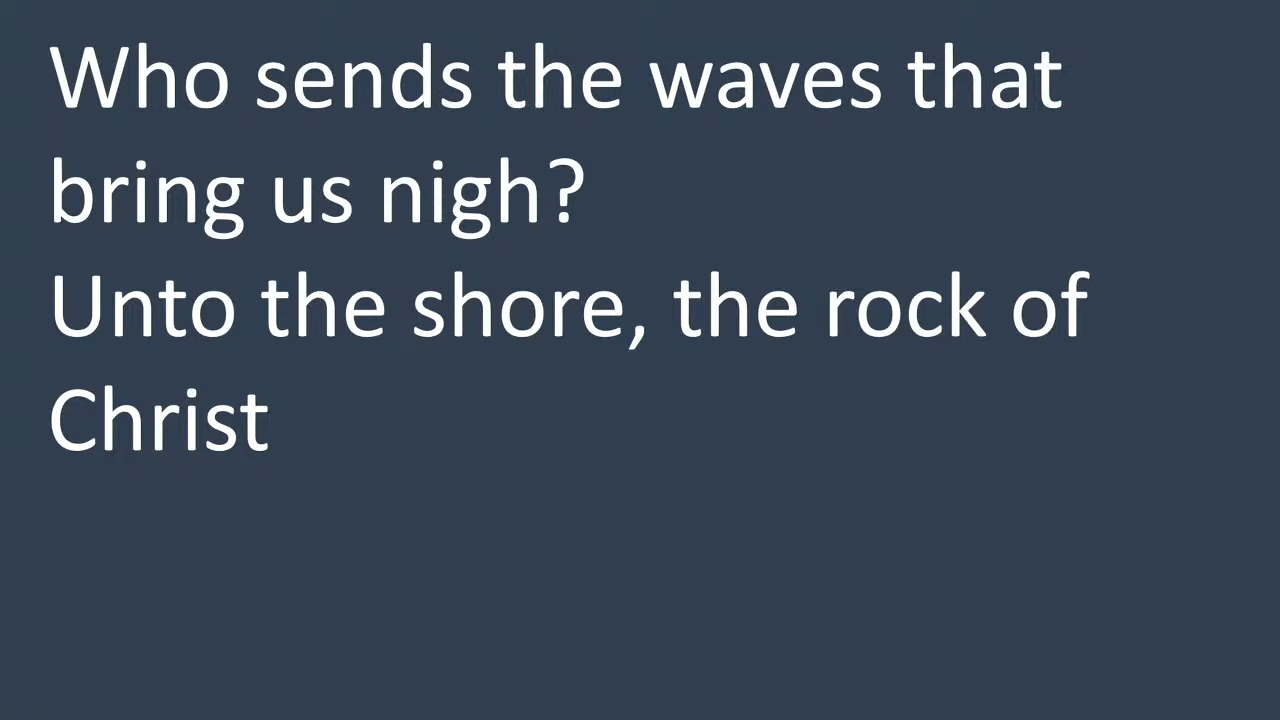 Who sends the waves that
bring us nigh?
Unto the shore, the rock of
Christ